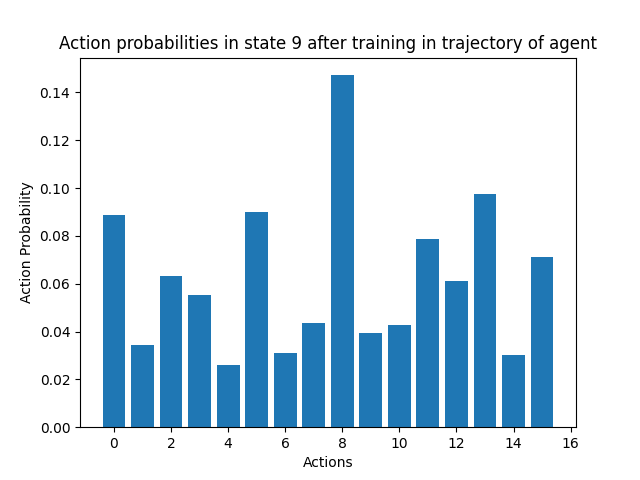 Action probabilities in state 9 after training in trajectory of agent
0.14
0.12
0.10
0.08
0.06
0.04
0.02
0.00
Action Probability
0 2 4 6 8 10 12 14 16
Actions